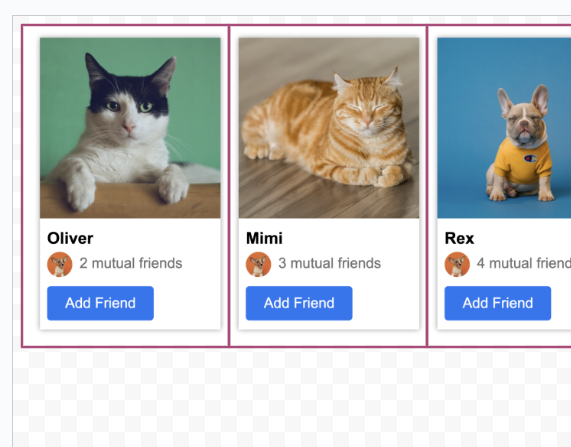 Oliver
2 mutual friends
Add Friend
Mimi
3 mutual friends
Add Friend
Rex
4 mutual friend
Add Friend